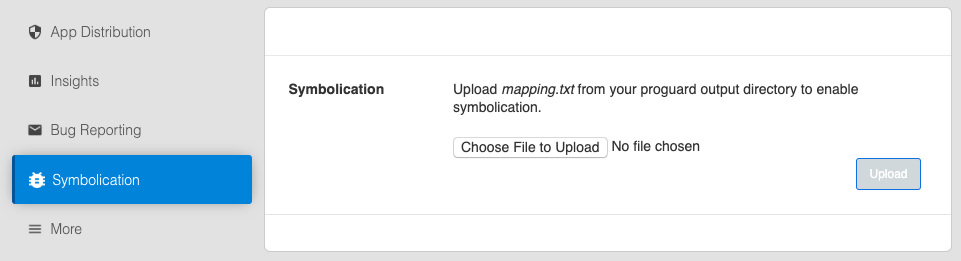 App Distribution
Insights
Bug Reporting
Symbolication
More
Symbolication
Upload mapping.txt from your proguard output directory to enable
symbolication.
Choose File to Upload No file chosen
Upload